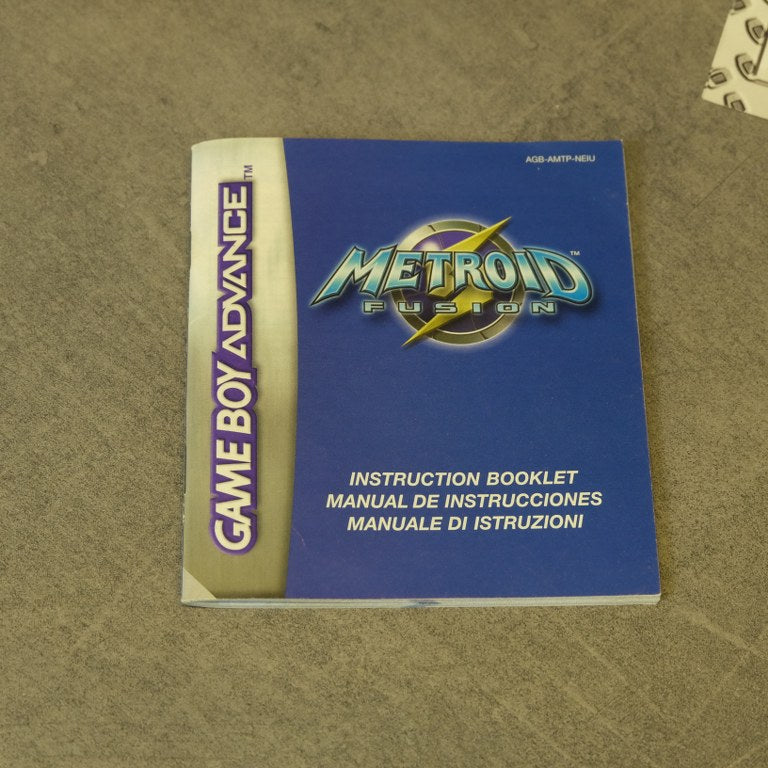 AGB-AMTP-NEIU
GAME BOY ADVANCE™
METROID™
FUSION
INSTRUCTION BOOKLET
MANUAL DE INSTRUCCIONES
MANUALE DI ISTRUZIONI